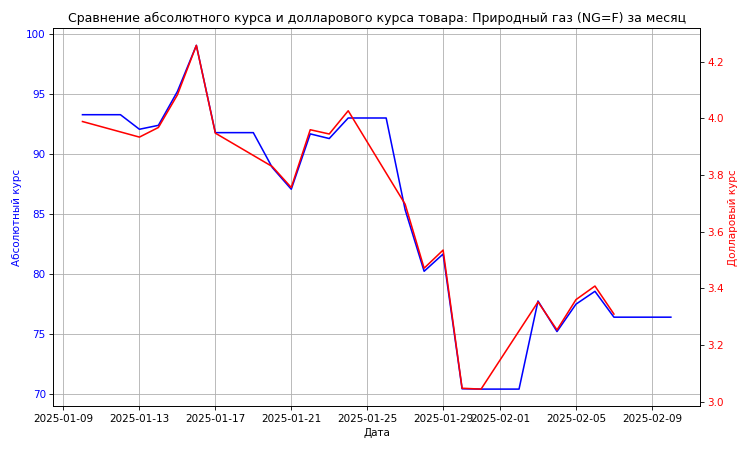 Сравнение абсолютного курса и долларового курса товара: Природный газ (NG=F) за месяц
100
95
90
85
80
75
70
Абсолютный курс
4.2
4.0
3.8
3.6
3.4
3.2
3.0
Долларовый курс
2025-01-09 2025-01-13 2025-01-17 2025-01-21 2025-01-25 2025-01-29 2025-02-01 2025-02-05 2025-02-09
Дата